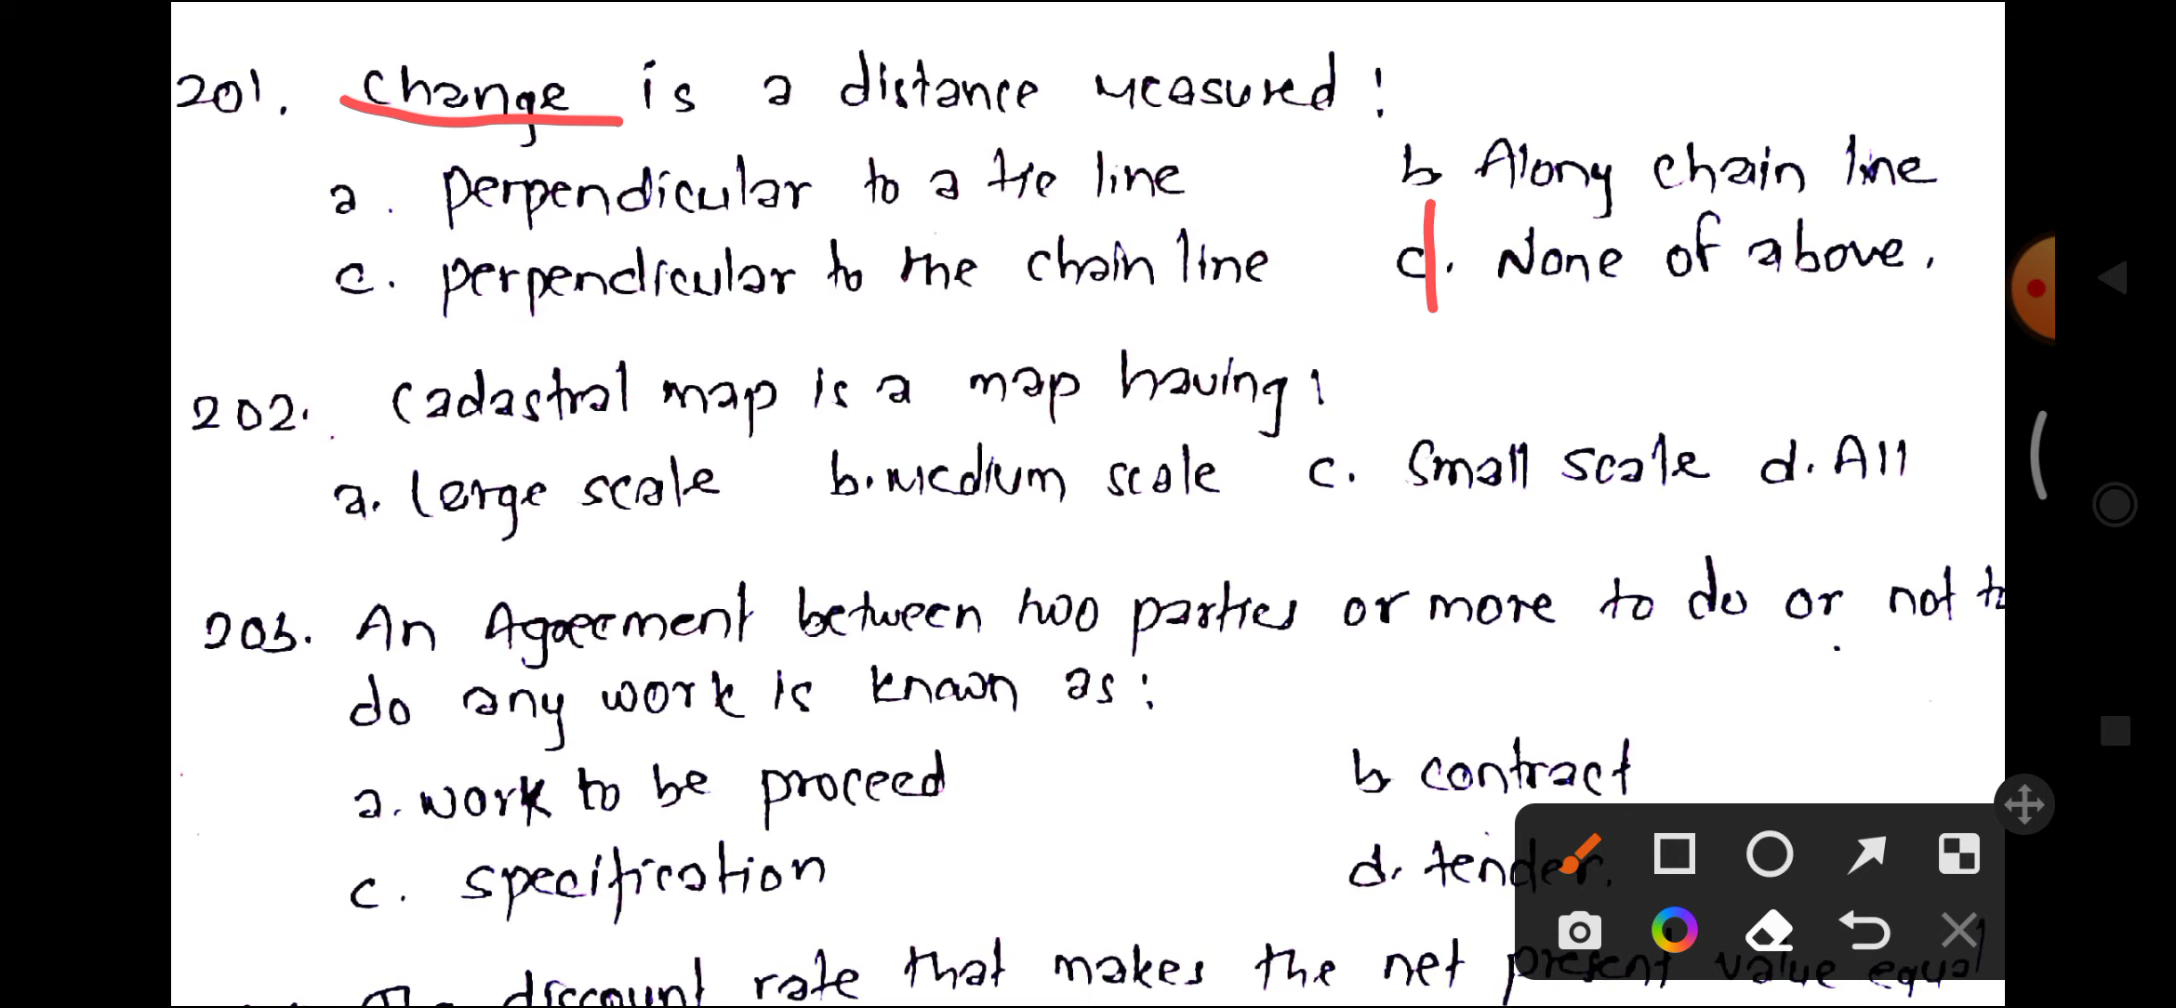 201. Change is a distance measured :
a. perpendicular to a tie line b Along chain line
c. perpendicular to the chain line d. None of above.
202. Cadastral map is a map having :
a. large scale b. medium scale c. small scale d. All
203. An Agreement between two parties or more to do or not to
do any work is known as :
a. work to be proceed b contract
c. specification d. tender.
discount rate that makes the net present value equal